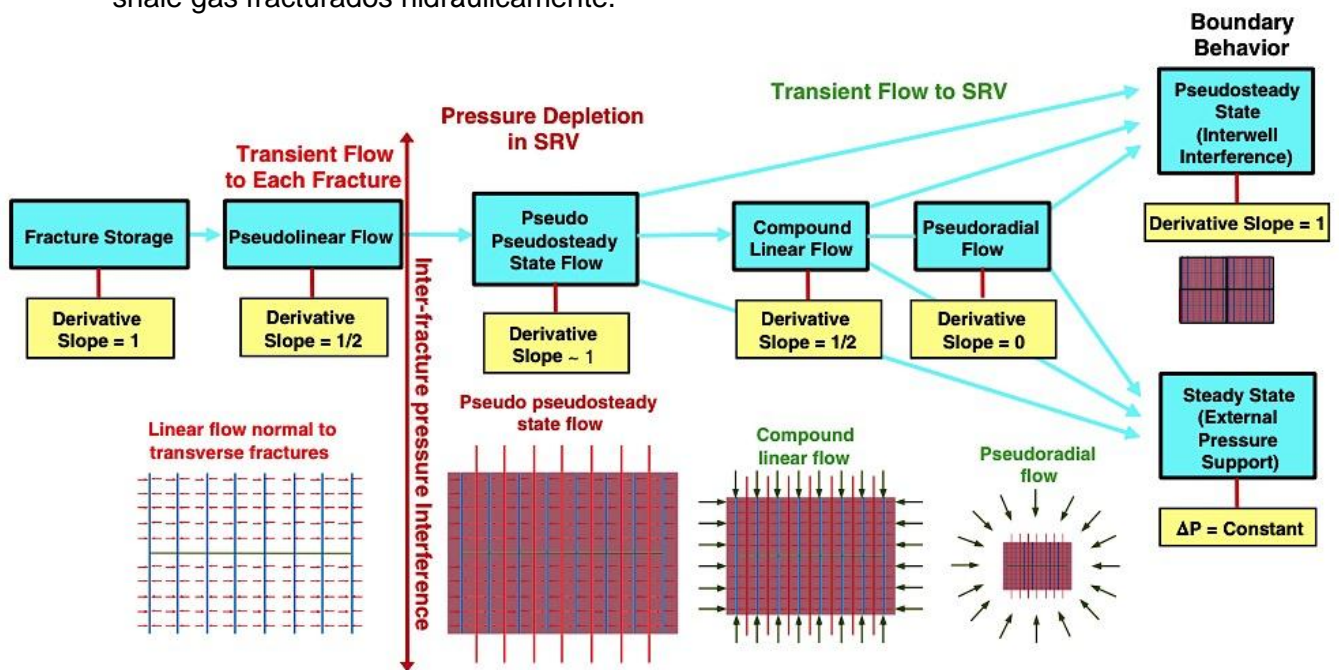 shale gas fracturados hidráulicamente.
Boundary
Behavior
Pseudosteady
State
(Interwell
Interference)
Derivative Slope = 1
Transient Flow to SRV
Pressure Depletion
in SRV
Transient Flow
to Each Fracture
Fracture Storage
Pseudolinear Flow
Pseudo
Pseudosteady
State Flow
Compound
Linear Flow
Pseudoradial
Flow
Derivative
Slope = 1
Derivative
Slope = 1/2
Derivative
Slope ~ 1
Derivative
Slope = 1/2
Derivative
Slope = 0
Inter-fracture pressure Interference
Steady State
(External
Pressure
Support)
ΔP = Constant
Linear flow normal to
transverse fractures
Pseudo pseudosteady
state flow
Compound
linear flow
Pseudoradial
flow